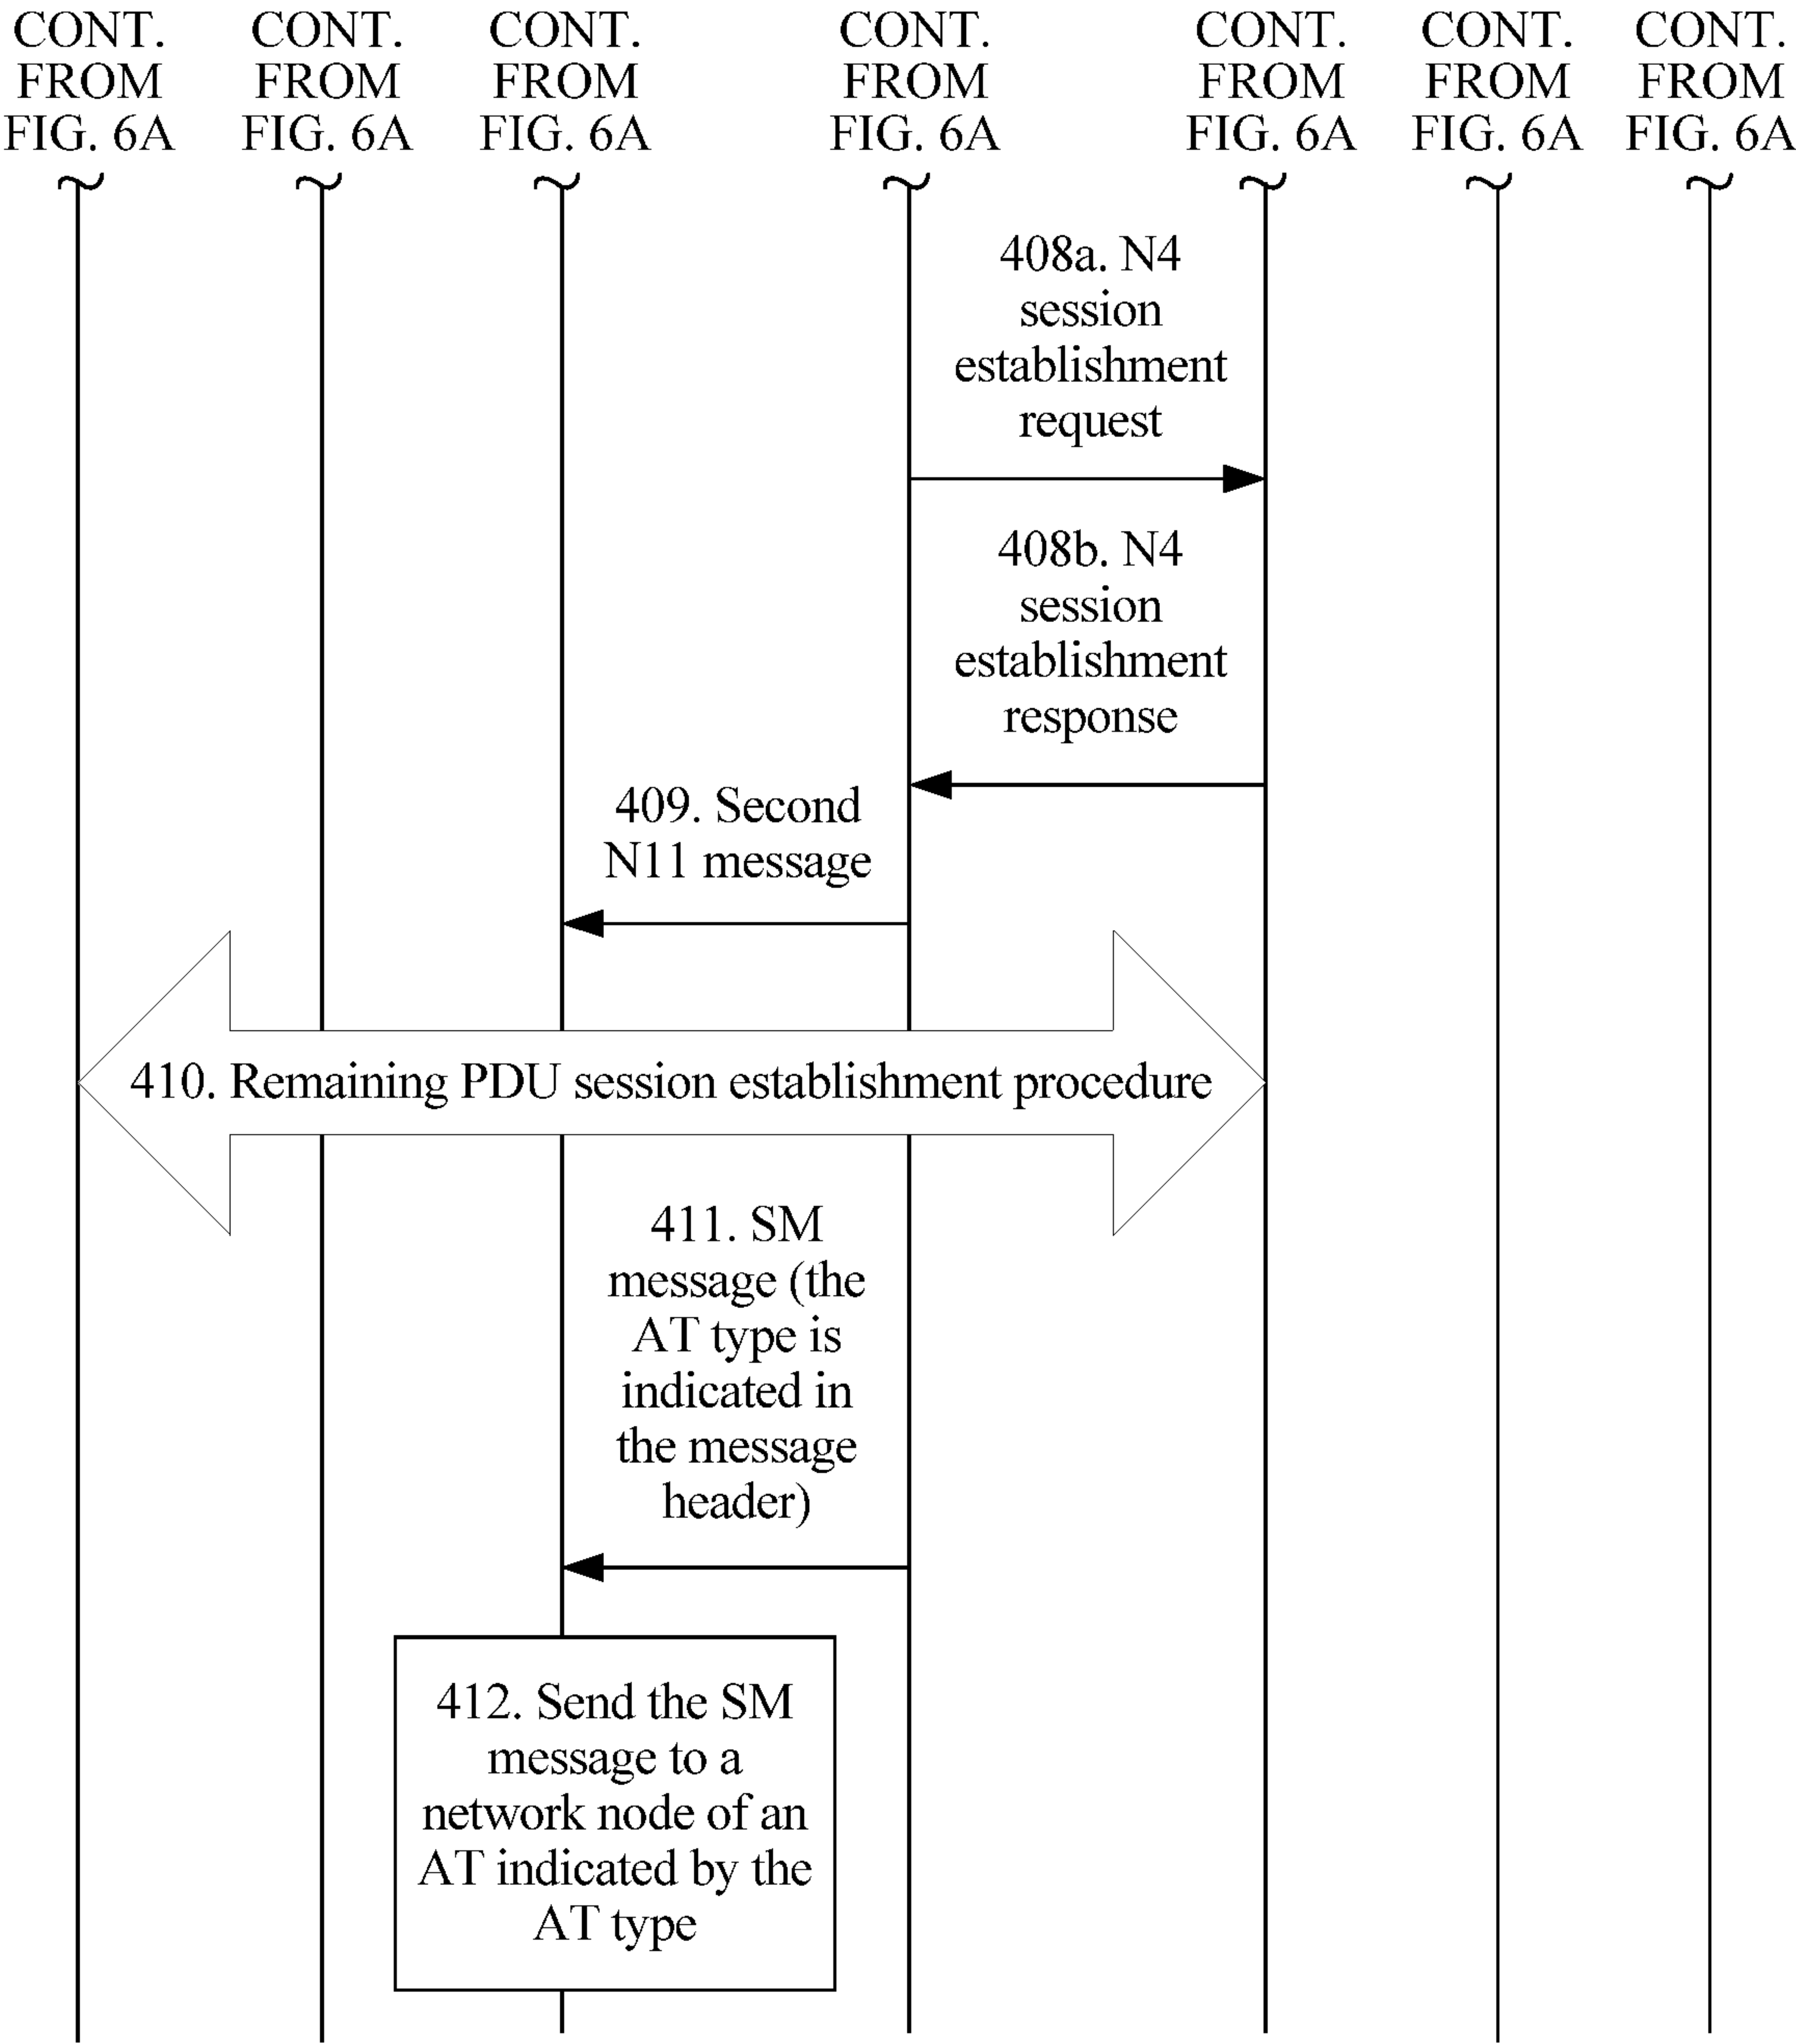 CONT. FROM FIG. 6A
CONT. FROM FIG. 6A
CONT. FROM FIG. 6A
CONT. FROM FIG. 6A
CONT. FROM FIG. 6A
CONT. FROM FIG. 6A
CONT. FROM FIG. 6A
408a. N4
session
establishment
request
408b. N4
session
establishment
response
409. Second
N11 message
410. Remaining PDU session establishment procedure
411. SM
message (the
AT type is
indicated in
the message
header)
412. Send the SM
message to a
network node of an
AT indicated by the
AT type